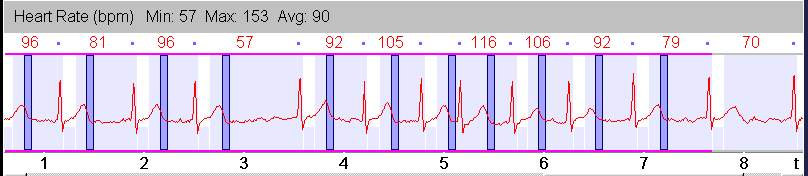 Heart Rate (bpm) Min: 57 Max: 153 Avg: 90
96 81 96 57 92 105 116 106 92 79 70
1 2 3 4 5 6 7 8 t